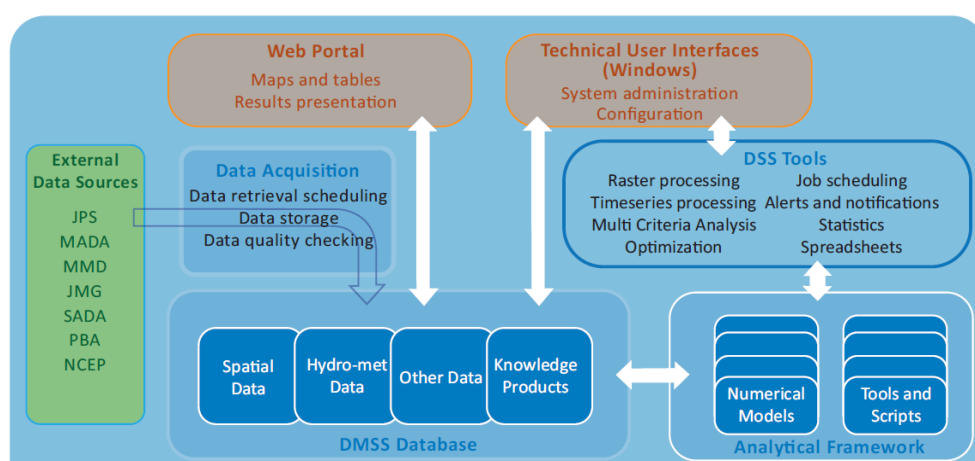 Web Portal
Maps and tables
Results presentation
Technical User Interfaces
(Windows)
System administration
Configuration
External
Data Sources
JPS
MADA
MMD
JMG
SADA
PBA
NCEP
Data Acquisition
Data retrieval scheduling
Data storage
Data quality checking
DSS Tools
Raster processing
Timeseries processing
Multi Criteria Analysis
Optimization
Job scheduling
Alerts and notifications
Statistics
Spreadsheets
Spatial
Data
Hydro-met
Data
Other Data
Knowledge
Products
DMSS Database
Numerical
Models
Tools and
Scripts
Analytical Framework